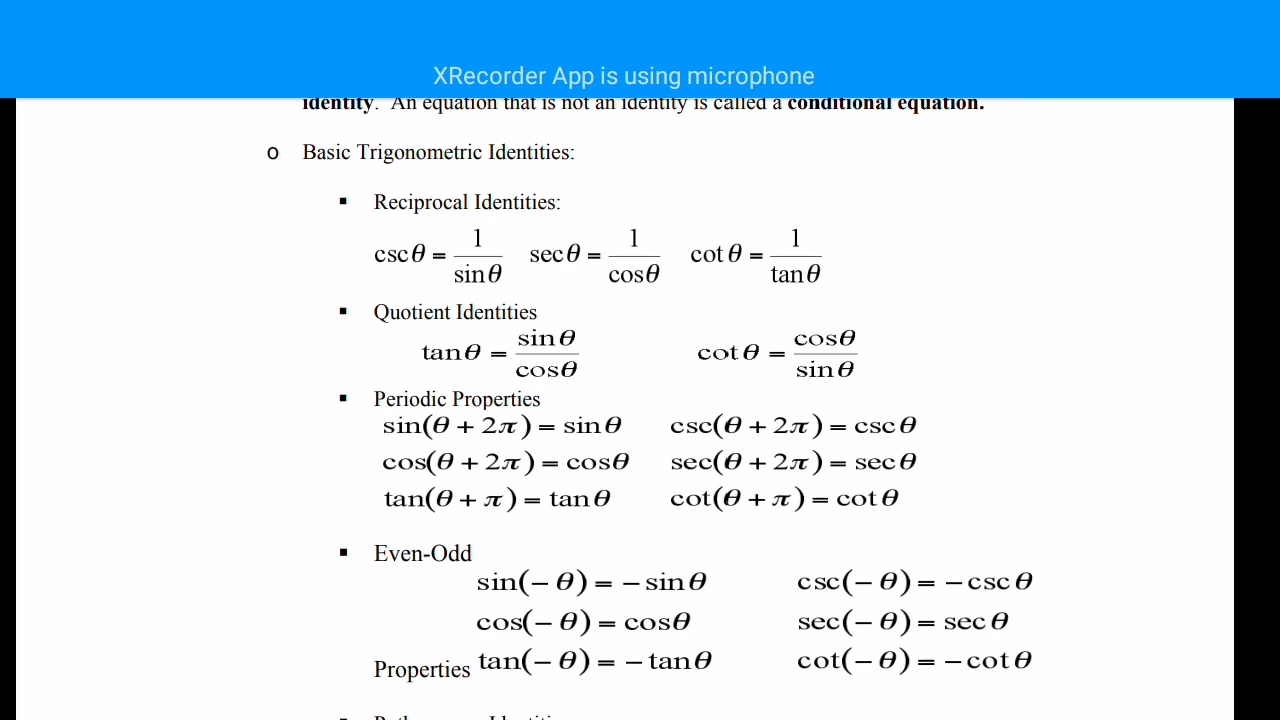 XRecorder App is using microphone
identity. An equation that is not an identity is called a conditional equation.
o Basic Trigonometric Identities:
▪ Reciprocal Identities:
cscθ = 1/sinθ secθ = 1/cosθ cotθ = 1/tanθ
▪ Quotient Identities
tanθ = sinθ/cosθ cotθ = cosθ/sinθ
▪ Periodic Properties
sin(θ + 2π) = sinθ csc(θ + 2π) = cscθ
cos(θ + 2π) = cosθ sec(θ + 2π) = secθ
tan(θ + π) = tanθ cot(θ + π) = cotθ
▪ Even-Odd
sin(− θ) = − sinθ csc(− θ) = − cscθ
cos(− θ) = cosθ sec(− θ) = secθ
Properties tan(− θ) = − tanθ cot(− θ) = − cotθ